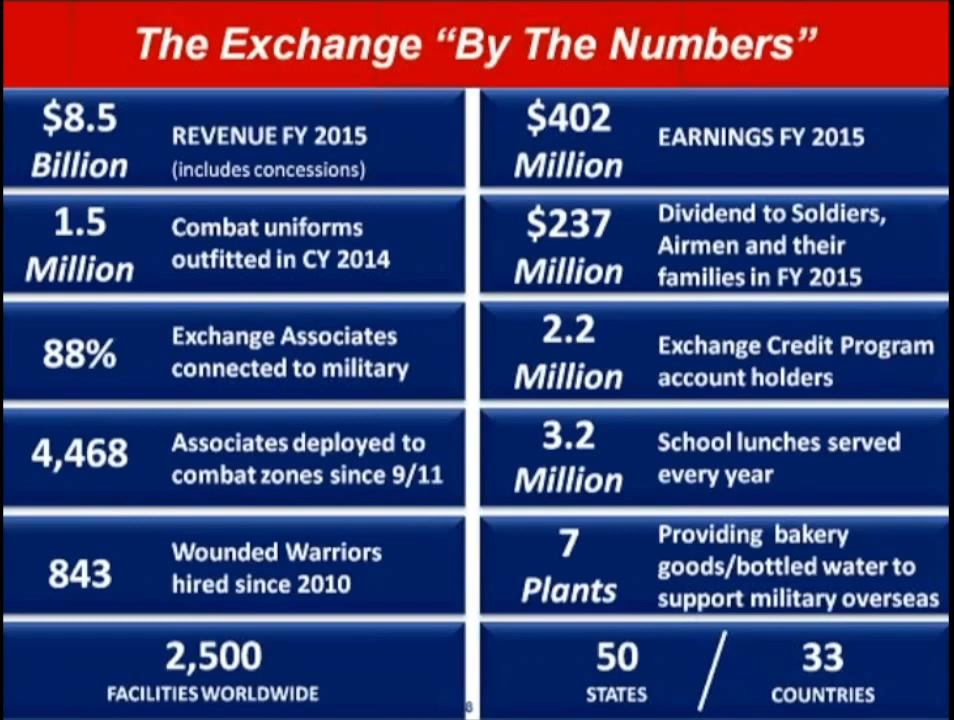 The Exchange “By The Numbers”
$8.5
Billion
REVENUE FY 2015
(includes concessions)
$402
Million
EARNINGS FY 2015
1.5
Million
Combat uniforms
outfitted in CY 2014
$237
Million
Dividend to Soldiers,
Airmen and their
families in FY 2015
88%
Exchange Associates
connected to military
2.2
Million
Exchange Credit Program
account holders
4,468
Associates deployed to
combat zones since 9/11
3.2
Million
School lunches served
every year
843
Wounded Warriors
hired since 2010
7
Plants
Providing bakery
goods/bottled water to
support military overseas
2,500
FACILITIES WORLDWIDE
50
STATES
/
33
COUNTRIES
8